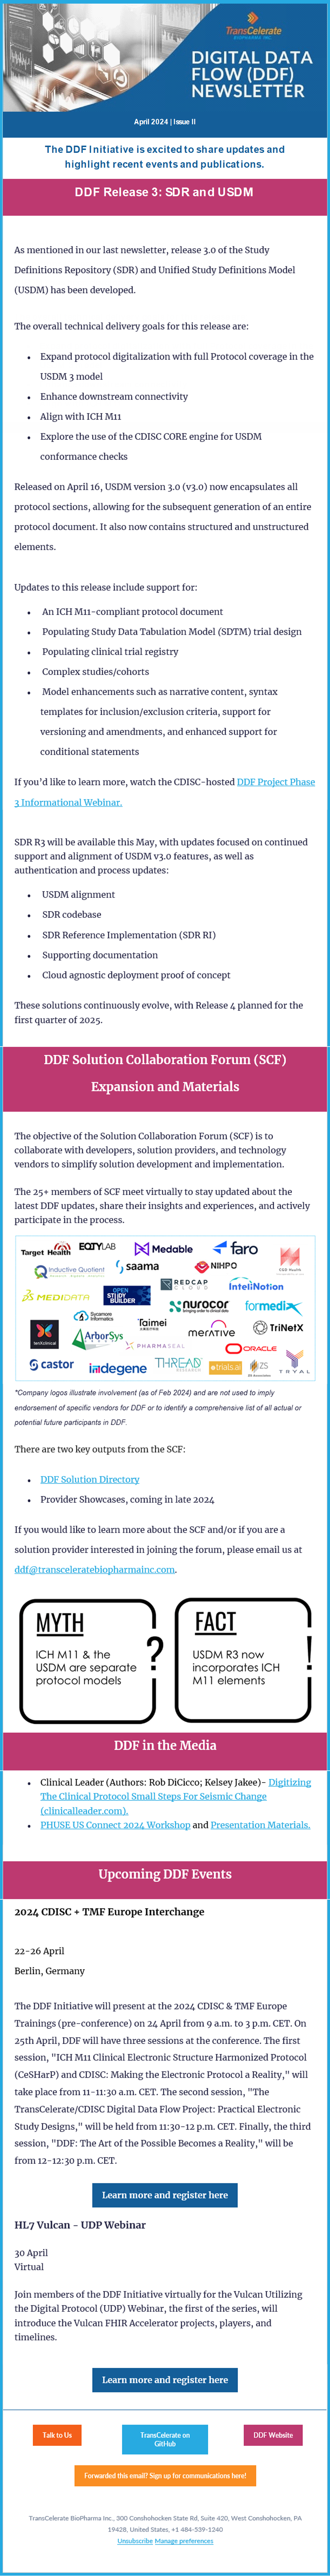 TransCelerate
BIOPHARMA INC.
DIGITAL DATA
FLOW (DDF)
NEWSLETTER
April 2024 | Issue II
The DDF Initiative is excited to share updates and
highlight recent events and publications.
DDF Release 3: SDR and USDM
As mentioned in our last newsletter, release 3.0 of the Study
Definitions Repository (SDR) and Unified Study Definitions Model
(USDM) has been developed.
The overall technical delivery goals for this release are:
• Expand protocol digitalization with full Protocol coverage in the
USDM 3 model
• Enhance downstream connectivity
• Align with ICH M11
• Explore the use of the CDISC CORE engine for USDM
conformance checks
Released on April 16, USDM version 3.0 (v3.0) now encapsulates all
protocol sections, allowing for the subsequent generation of an entire
protocol document. It also now contains structured and unstructured
elements.
Updates to this release include support for:
• An ICH M11-compliant protocol document
• Populating Study Data Tabulation Model (SDTM) trial design
• Populating clinical trial registry
• Complex studies/cohorts
• Model enhancements such as narrative content, syntax
templates for inclusion/exclusion criteria, support for
versioning and amendments, and enhanced support for
conditional statements
If you'd like to learn more, watch the CDISC-hosted DDF Project Phase
3 Informational Webinar.
SDR R3 will be available this May, with updates focused on continued
support and alignment of USDM v3.0 features, as well as
authentication and process updates:
• USDM alignment
• SDR codebase
• SDR Reference Implementation (SDR RI)
• Supporting documentation
• Cloud agnostic deployment proof of concept
These solutions continuously evolve, with Release 4 planned for the
first quarter of 2025.
DDF Solution Collaboration Forum (SCF)
Expansion and Materials
The objective of the Solution Collaboration Forum (SCF) is to
collaborate with developers, solution providers, and technology
vendors to simplify solution development and implementation.
The 25+ members of SCF meet virtually to stay updated about the
latest DDF updates, share their insights and experiences, and actively
participate in the process.
Target Health
EQTYLAB
Medable
faro
Inductive Quotient
saama
NIHPO
MEDIDATA
OPEN
STUDY
BUILDER
REDCAP
CLOUD
InteliNotion
nurocor
formedix
Sycamore
Informatics
ArborSys
Taimei
PHARMASEAL
MERATIVE
TriNetX
ORACLE
castor
indegene
THREAD
trials.ai
ZS
TRYAL
*Company logos illustrate involvement (as of Feb 2024) and are not used to imply
endorsement of specific vendors for DDF or to identify a comprehensive list of all actual or
potential future participants in DDF.
There are two key outputs from the SCF:
• DDF Solution Directory
• Provider Showcases, coming in late 2024
If you would like to learn more about the SCF and/or if you are a
solution provider interested in joining the forum, please email us at
ddf@transceleratebiopharmainc.com.
MYTH
ICH M11 & the
USDM are separate
protocol models
?
FACT
USDM R3 now
incorporates ICH
M11 elements
!
DDF in the Media
• Clinical Leader (Authors: Rob DiCicco; Kelsey Jakee)- Digitizing
The Clinical Protocol Small Steps For Seismic Change
(clinicalleader.com).
• PHUSE US Connect 2024 Workshop and Presentation Materials.
Upcoming DDF Events
2024 CDISC + TMF Europe Interchange
22-26 April
Berlin, Germany
The DDF Initiative will present at the 2024 CDISC & TMF Europe
Trainings (pre-conference) on 24 April from 9 a.m. to 3 p.m. CET. On
25th April, DDF will have three sessions at the conference. The first
session, "ICH M11 Clinical Electronic Structure Harmonized Protocol
(CeSHarP) and CDISC: Making the Electronic Protocol a Reality," will
take place from 11-11:30 a.m. CET. The second session, "The
TransCelerate/CDISC Digital Data Flow Project: Practical Electronic
Study Designs," will be held from 11:30-12 p.m. CET. Finally, the third
session, "DDF: The Art of the Possible Becomes a Reality," will be
from 12-12:30 p.m. CET.
Learn more and register here
HL7 Vulcan - UDP Webinar
30 April
Virtual
Join members of the DDF Initiative virtually for the Vulcan Utilizing
the Digital Protocol (UDP) Webinar, the first of the series, will
introduce the Vulcan FHIR Accelerator projects, players, and
timelines.
Learn more and register here
Talk to Us
TransCelerate on
GitHub
DDF Website
Forwarded this email? Sign up for communications here!
TransCelerate BioPharma Inc., 300 Conshohocken State Rd, Suite 420, West Conshohocken, PA
19428, United States, +1 484-539-1240
Unsubscribe Manage preferences